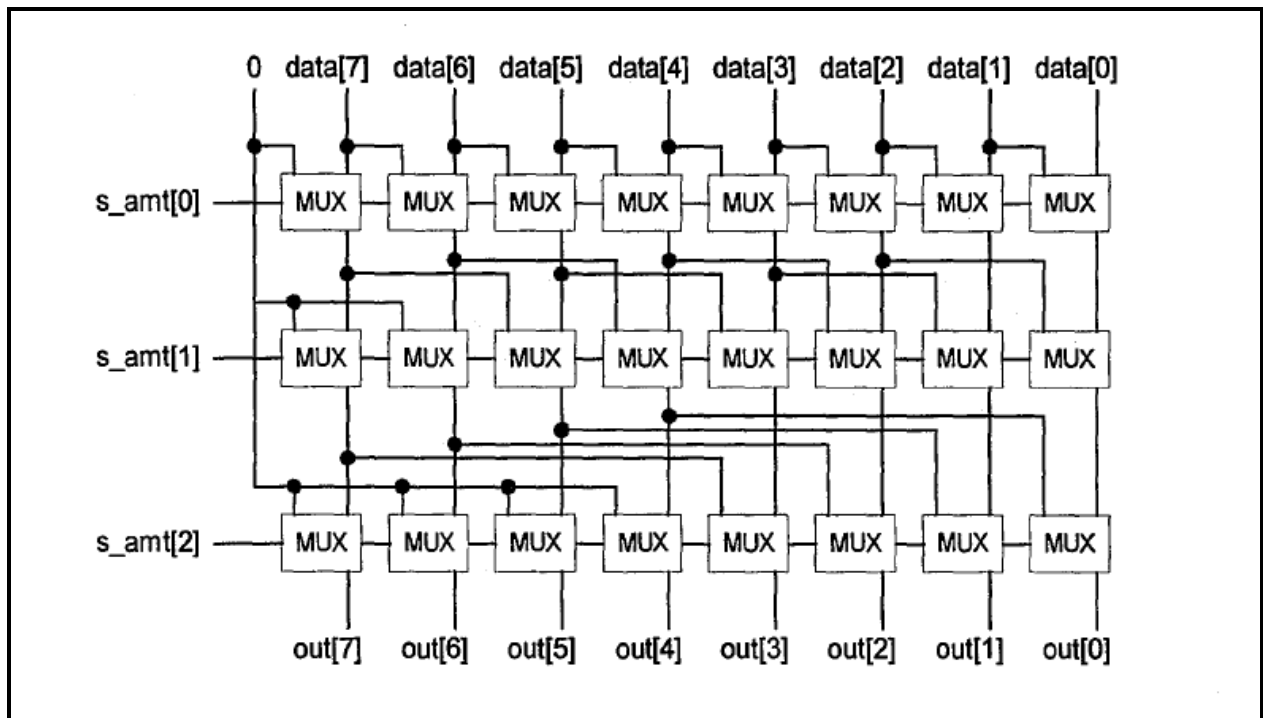 0 data[7] data[6] data[5] data[4] data[3] data[2] data[1] data[0]
s_amt[0] MUX MUX MUX MUX MUX MUX MUX MUX
s_amt[1] MUX MUX MUX MUX MUX MUX MUX MUX
s_amt[2] MUX MUX MUX MUX MUX MUX MUX MUX
out[7] out[6] out[5] out[4] out[3] out[2] out[1] out[0]